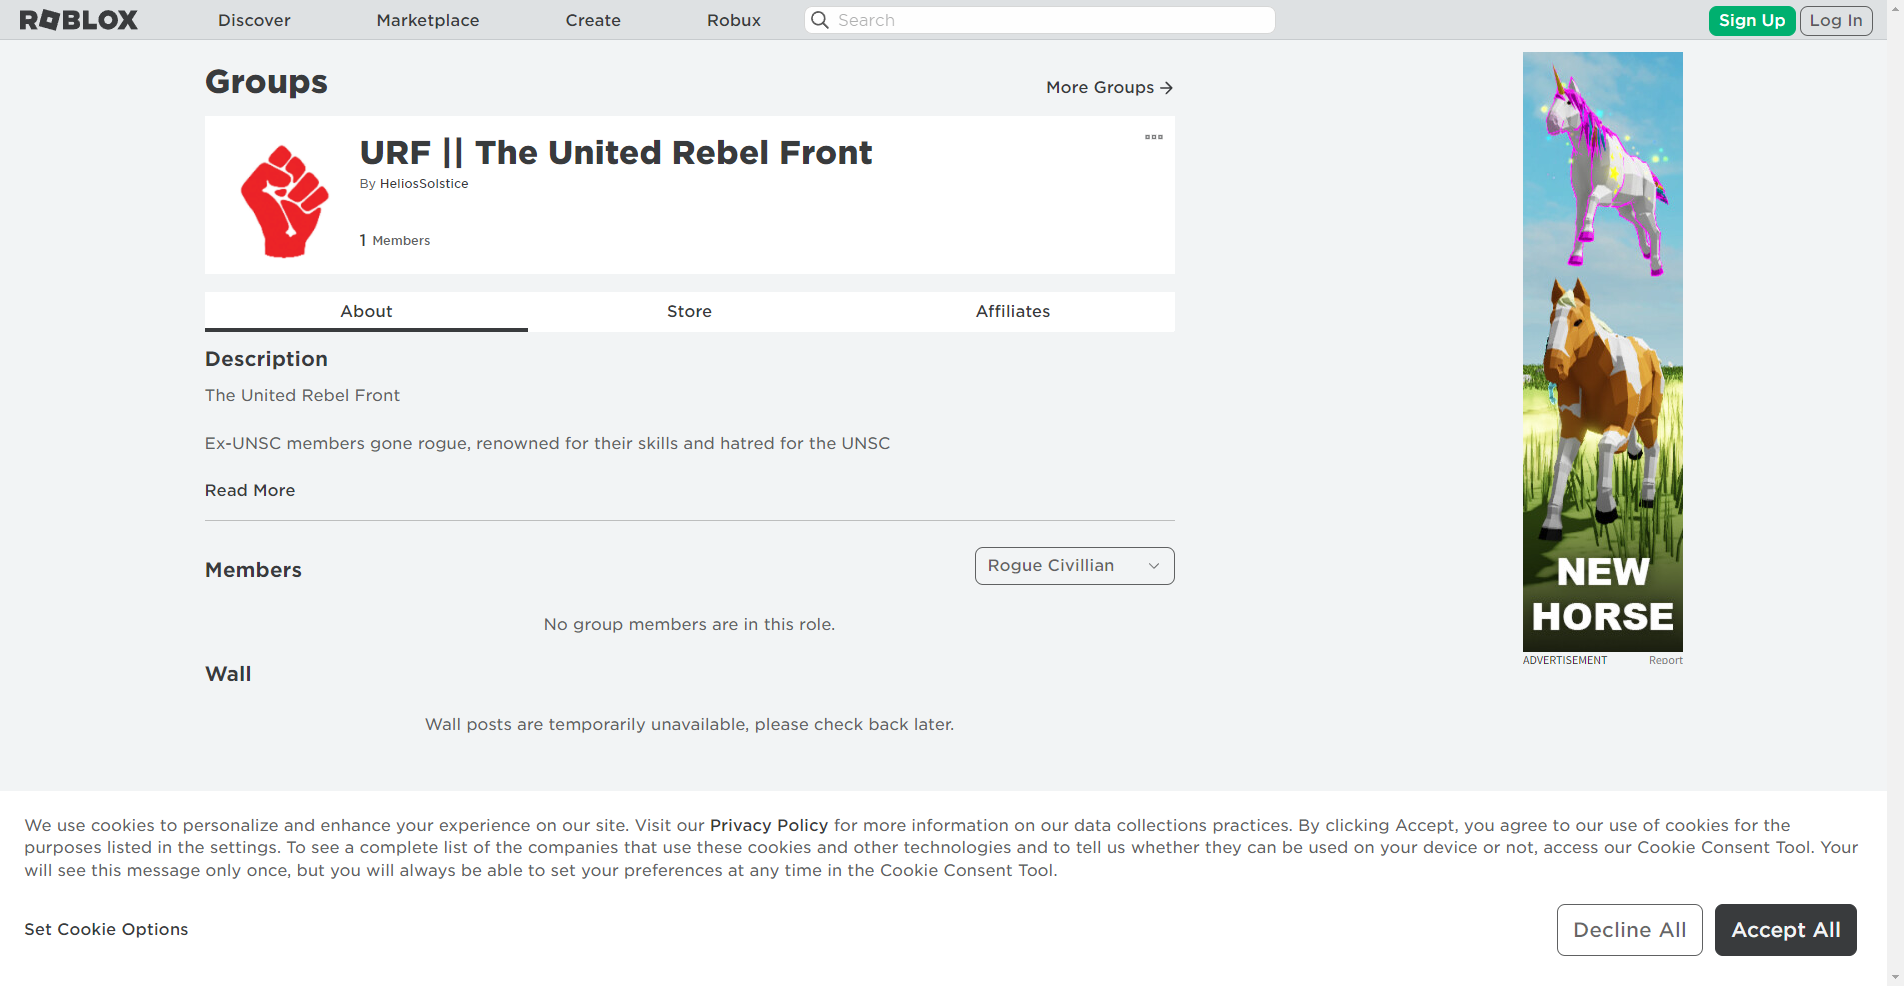 ROBLOX
Discover
Marketplace
Create
Robux
Search
Sign Up
Log In
Groups
More Groups
URF || The United Rebel Front
By HeliosSolstice
1 Members
About
Store
Affiliates
Description
The United Rebel Front
Ex-UNSC members gone rogue, renowned for their skills and hatred for the UNSC
Read More
Members
Rogue Civillian
No group members are in this role.
Wall
Wall posts are temporarily unavailable, please check back later.
NEW
HORSE
ADVERTISEMENT
Report
We use cookies to personalize and enhance your experience on our site. Visit our Privacy Policy for more information on our data collections practices. By clicking Accept, you agree to our use of cookies for the
purposes listed in the settings. To see a complete list of the companies that use these cookies and other technologies and to tell us whether they can be used on your device or not, access our Cookie Consent Tool. Your
will see this message only once, but you will always be able to set your preferences at any time in the Cookie Consent Tool.
Set Cookie Options
Decline All
Accept All